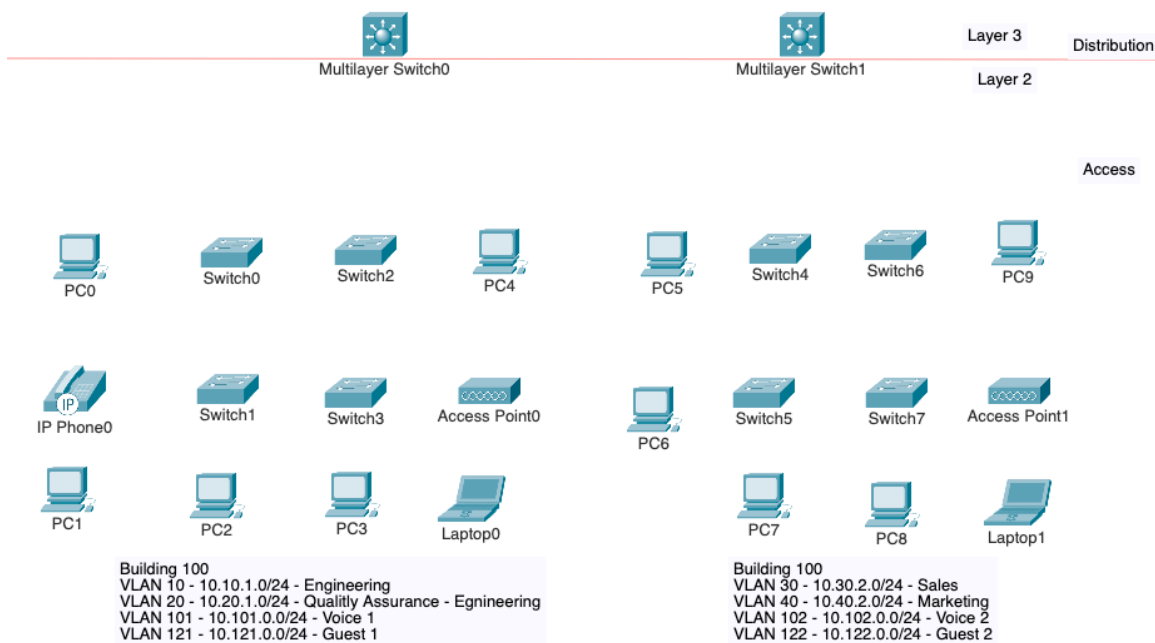 Layer 3
Distribution
Multilayer Switch0
Multilayer Switch1
Layer 2
Access
PC0
Switch0
Switch2
PC4
PC5
Switch4
Switch6
PC9
IP
IP Phone0
Switch1
Switch3
Access Point0
PC6
Switch5
Switch7
Access Point1
PC1
PC2
PC3
Laptop0
PC7
PC8
Laptop1
Building 100
VLAN 10 - 10.10.1.0/24 - Engineering
VLAN 20 - 10.20.1.0/24 - Qualitly Assurance - Egnineering
VLAN 101 - 10.101.0.0/24 - Voice 1
VLAN 121 - 10.121.0.0/24 - Guest 1
Building 100
VLAN 30 - 10.30.2.0/24 - Sales
VLAN 40 - 10.40.2.0/24 - Marketing
VLAN 102 - 10.102.0.0/24 - Voice 2
VLAN 122 - 10.122.0.0/24 - Guest 2